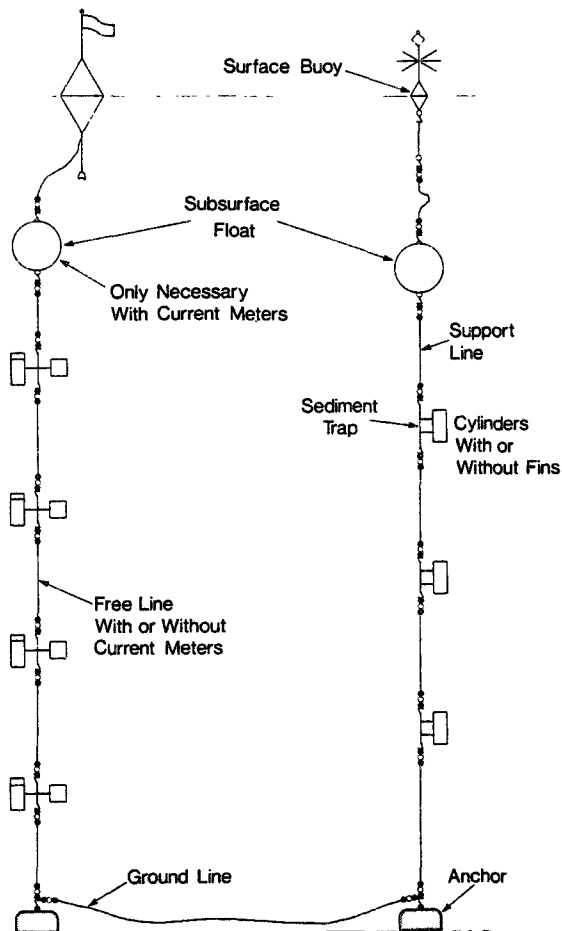 Surface Buoy
Subsurface
Float
Only Necessary
With Current Meters
Support
Line
Sediment
Trap
Cylinders
With or
Without Fins
Free Line
With or Without
Current Meters
Ground Line
Anchor